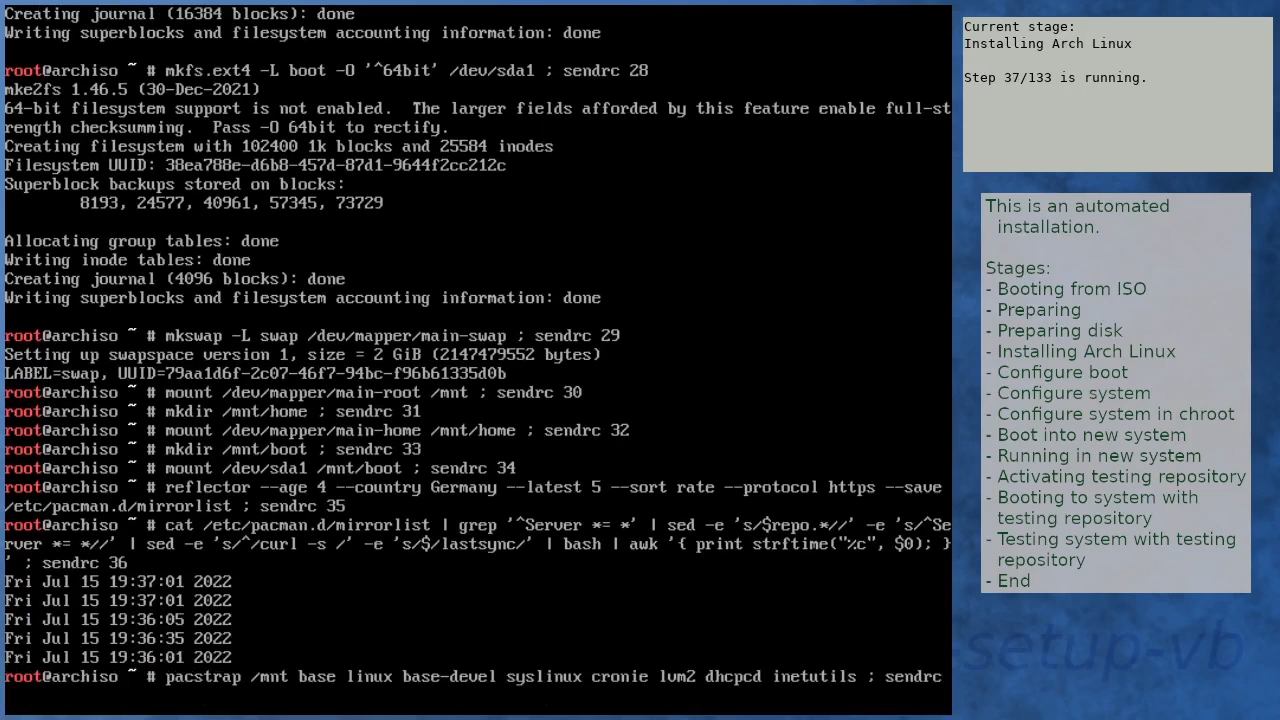 Creating journal (16384 blocks): done
Writing superblocks and filesystem accounting information: done
root@archiso ~ # mkfs.ext4 -L boot -O '^64bit' /dev/sda1 ; sendrc 28
mke2fs 1.46.5 (30-Dec-2021)
64-bit filesystem support is not enabled.  The larger fields afforded by this feature enable full-st
rength checksumming.  Pass -O 64bit to rectify.
Creating filesystem with 102400 1k blocks and 25584 inodes
Filesystem UUID: 38ea788e-d6b8-457d-87d1-9644f2cc212c
Superblock backups stored on blocks:
        8193, 24577, 40961, 57345, 73729
Allocating group tables: done
Writing inode tables: done
Creating journal (4096 blocks): done
Writing superblocks and filesystem accounting information: done
root@archiso ~ # mkswap -L swap /dev/mapper/main-swap ; sendrc 29
Setting up swapspace version 1, size = 2 GiB (2147479552 bytes)
LABEL=swap, UUID=79aa1d6f-2c07-46f7-94bc-f96b61335d0b
root@archiso ~ # mount /dev/mapper/main-root /mnt ; sendrc 30
root@archiso ~ # mkdir /mnt/home ; sendrc 31
root@archiso ~ # mount /dev/mapper/main-home /mnt/home ; sendrc 32
root@archiso ~ # mkdir /mnt/boot ; sendrc 33
root@archiso ~ # mount /dev/sda1 /mnt/boot ; sendrc 34
root@archiso ~ # reflector --age 4 --country Germany --latest 5 --sort rate --protocol https --save
/etc/pacman.d/mirrorlist ; sendrc 35
root@archiso ~ # cat /etc/pacman.d/mirrorlist | grep '^Server *= *' | sed -e 's/$repo.*//' -e 's/^Se
rver *= *//' | sed -e 's/^/curl -s /' -e 's/$/lastsync/' | bash | awk '{ print strftime("%c", $0); }
' ; sendrc 36
Fri Jul 15 19:37:01 2022
Fri Jul 15 19:37:01 2022
Fri Jul 15 19:36:05 2022
Fri Jul 15 19:36:35 2022
Fri Jul 15 19:36:01 2022
root@archiso ~ # pacstrap /mnt base linux base-devel syslinux cronie lvm2 dhcpcd inetutils ; sendrc
Current stage:
Installing Arch Linux
Step 37/133 is running.
This is an automated
installation.
Stages:
- Booting from ISO
- Preparing
- Preparing disk
- Installing Arch Linux
- Configure boot
- Configure system
- Configure system in chroot
- Boot into new system
- Running in new system
- Activating testing repository
- Booting to system with
testing repository
- Testing system with testing
repository
- End
-setup-vb